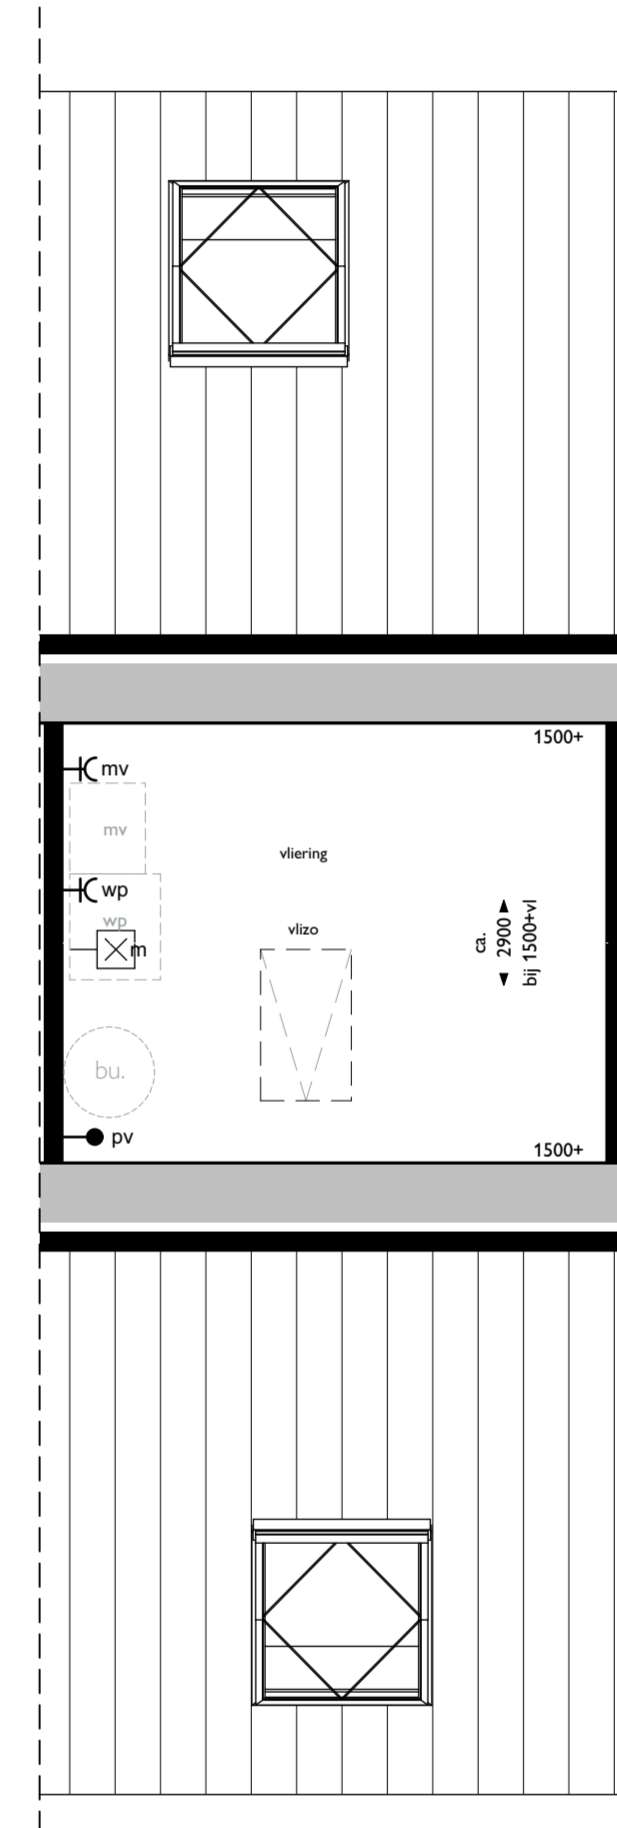 1500+
mv
mv
vliering
wp
wp
vlizo
m
ca.
2900
bij 1500+vl
bu.
pv
1500+